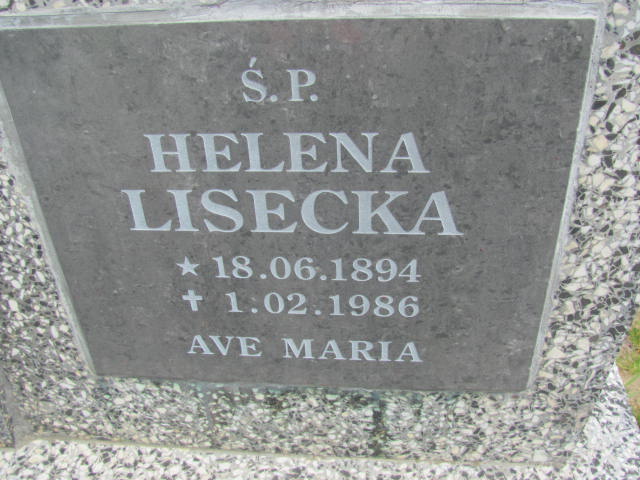 Ś.P.
HELENA
LISECKA
★ 18.06.1894
✝ 1.02.1986
AVE MARIA